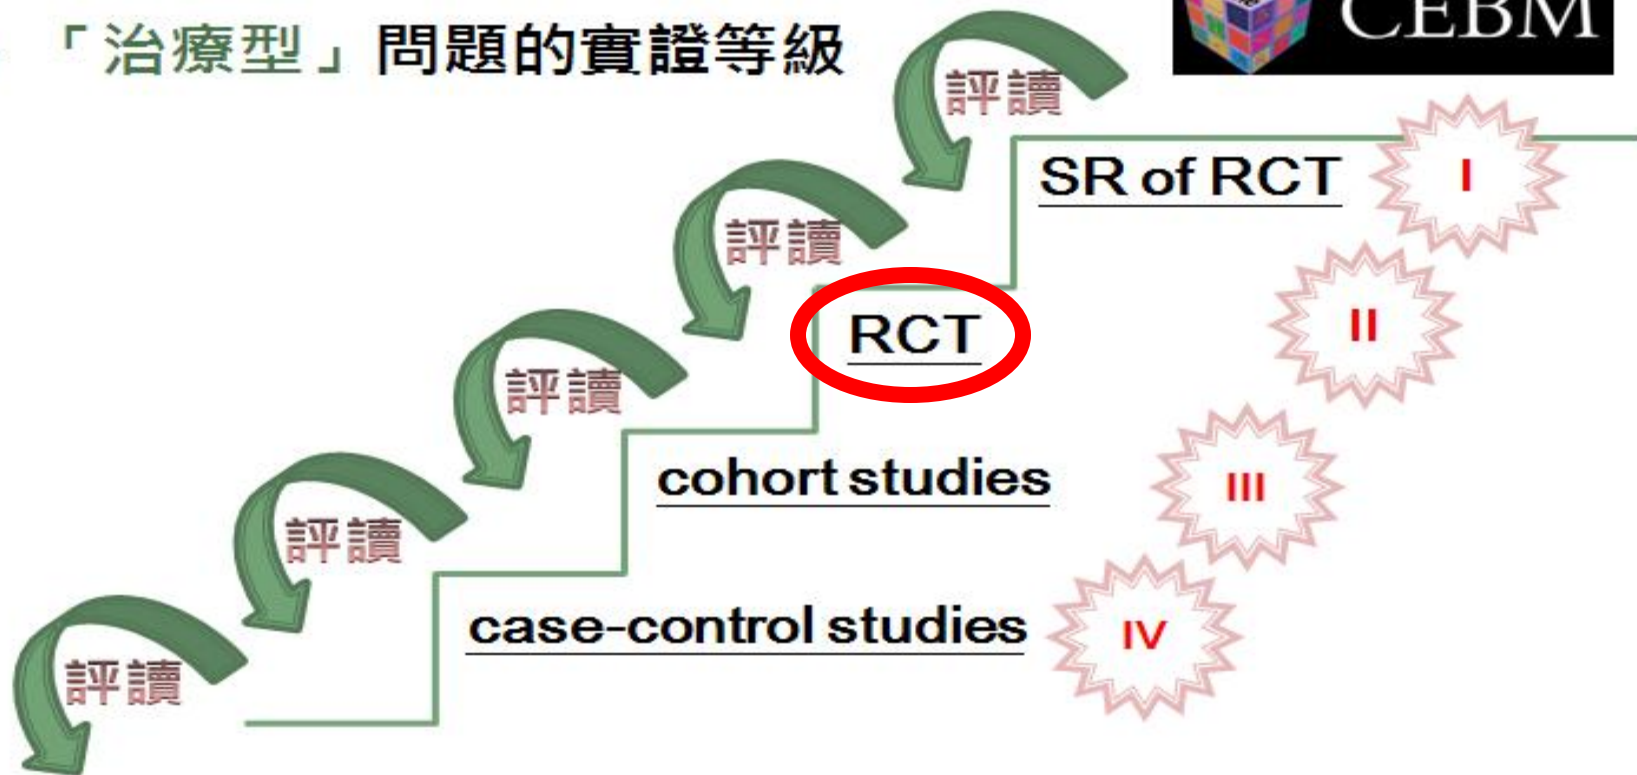 「治療型」問題的實證等級
CEBM
評讀
SR of RCT
I
評讀
RCT
II
評讀
cohort studies
III
評讀
case-control studies
IV
評讀